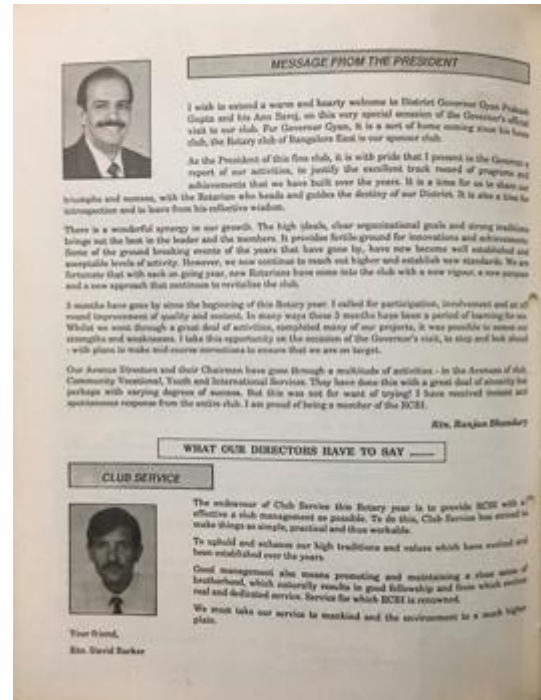 MESSAGE FROM THE PRESIDENT
I wish to extend a warm and hearty welcome to District Governor Gyan Prakash
Gupta and his Ann Saroj, on this very special occasion of the Governor's official
visit to our club. For Governor Gyan, it is a sort of home coming since his home
club, the Rotary club of Bangalore East is our sponsor club.
As the President of this fine club, it is with pride that I present to the Governor a
report of our activities, to justify the excellent track record of programs and
achievements that we have built over the years. It is a time for us to share our
triumphs and success, with the Rotarian who heads and guides the destiny of our District. It is also a time for
introspection and to learn from his reflective wisdom.
There is a wonderful synergy in our growth. The high ideals, clear organisational goals and strong traditions
brings out the best in the leader and the members. It provides fertile ground for innovations and achievements.
Some of the ground breaking events of the years that have gone by, have now become well established and
acceptable levels of activity. However, we now continue to reach out higher and establish new standards. We are
fortunate that with each on going year, new Rotarians have come into the club with a new vigour, a new purpose
and a new approach that continues to revitalise the club.
3 months have gone by since the beginning of this Rotary year. I called for participation, involvement and an all
round improvement of quality and content. In many ways these 3 months have been a period of learning for me.
Whilst we went through a great deal of activities, completed many of our projects, it was possible to assess our
strengths and weaknesses. I take this opportunity on the occasion of the Governor's visit, to stop and look ahead
- with plans to make mid-course corrections to ensure that we are on target.
Our Avenue Directors and their Chairman have gone through a multitude of activities - in the Avenues of club,
Community Vocational, Youth and International Services. They have done this with a great deal of sincerity but
perhaps with varying degrees of success. But this was not for want of trying! I have received instant and
spontaneous response from the entire club. I am proud of being a member of the RCBI.
Rtn. Ranjan Bhandary
WHAT OUR DIRECTORS HAVE TO SAY ......
CLUB SERVICE
The endeavour of Club Service this Rotary year is to provide RCBI with a
effective a club management as possible. To do this, Club Service has strived to
make things as simple, practical and thus workable.
To uphold and enhance our high traditions and values which have evolved and
been established over the years.
Good management also means promoting and maintaining a close sense of
brotherhood, which naturally results in good fellowship and from which evolves
real and dedicated service. Service for which RCBI is renowned.
We must take our service to mankind and the environment to a much higher
plain.
Your friend,
Rtn. David Barker